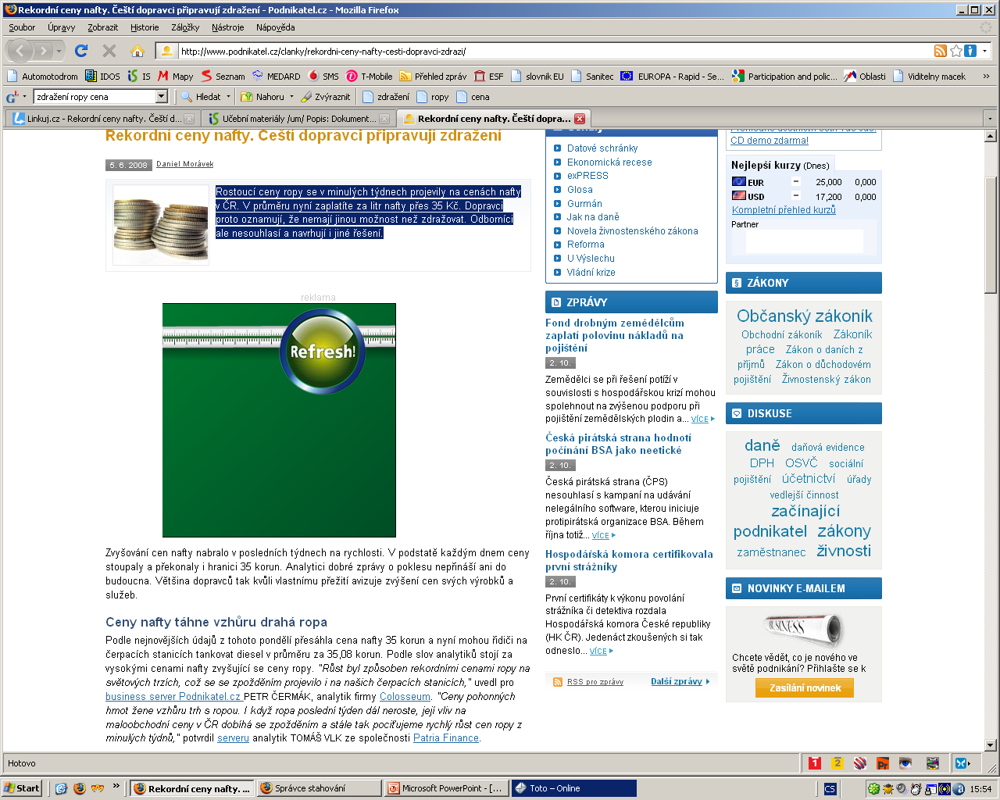 Rekordní ceny nafty. Čeští dopravci připravují zdražení - Podnikatel.cz - Mozilla Firefox
Soubor Úpravy Zobrazit Historie Záložky Nástroje Nápověda
http://www.podnikatel.cz/clanky/rekordni-ceny-nafty-cesti-dopravci-zdrazi/
Automotodrom IDOS IS Mapy Seznam MEDARD SMS T-Mobile Přehled zpráv ESF slovnik EU Sanitec EUROPA - Rapid - Se... Participation and polic... Oblasti Viditelny macek
zdražení ropy cena Hledat Nahoru Zvýraznit zdražení ropy cena
Linkuj.cz - Rekordní ceny nafty. Čeští d... Učební materiály /um/ Popis: Dokument... Rekordní ceny nafty. Čeští dopra...
Rekordní ceny nafty. Čeští dopravci připravují zdražení
5. 6. 2008 Daniel Morávek
Rostoucí ceny ropy se v minulých týdnech projevily na cenách nafty
v ČR. V průměru nyní zaplatíte za litr nafty přes 35 Kč. Dopravci
proto oznamují, že nemají jinou možnost než zdražovat. Odborníci
ale nesouhlasí a navrhují i jiné řešení.
reklama
Refresh!
Zvyšování cen nafty nabralo v posledních týdnech na rychlosti. V podstatě každým dnem ceny
stoupaly a překonaly i hranici 35 korun. Analytici dobré zprávy o poklesu nepřináší ani do
budoucna. Většina dopravců tak kvůli vlastnímu přežití avizuje zvýšení cen svých výrobků a
služeb.
Ceny nafty táhne vzhůru drahá ropa
Podle nejnovějších údajů z tohoto pondělí přesáhla cena nafty 35 korun a nyní mohou řidiči na
čerpacích stanicích tankovat diesel v průměru za 35,08 korun. Podle slov analytiků stojí za
vysokými cenami nafty zvyšující se ceny ropy. "Růst byl způsoben rekordními cenami ropy na
světových trzích, což se se zpožděním projevilo i na našich čerpacích stanicích," uvedl pro
business server Podnikatel.cz PETR ČERMÁK, analytik firmy Colosseum. "Ceny pohonných
hmot žene vzhůru trh s ropou. I když ropa poslední týden dál neroste, její vliv na
maloobchodní ceny v ČR dobíhá se zpožděním a stále tak pociťujeme rychlý růst cen ropy z
minulých týdnů," potvrdil serveru analytik TOMÁŠ VLK ze společnosti Patria Finance.
Datové schránky
Ekonomická recese
exPRESS
Glosa
Gurmán
Jak na daně
Novela živnostenského zákona
Reforma
U Výslechu
Vládní krize
ZPRÁVY
Fond drobným zemědělcům
zaplatí polovinu nákladů na
pojištění
2. 10.
Zemědělci se při řešení potíží v
souvislosti s hospodářskou krizí mohou
spolehnout na zvýšenou podporu při
pojištění zemědělských plodin a... VÍCE
Česká pirátská strana hodnotí
počínání BSA jako neetické
2. 10.
Česká pirátská strana (ČPS)
nesouhlasí s kampaní na udávání
nelegálního software, kterou iniciuje
protipirátská organizace BSA. Během
října totiž... VÍCE
Hospodářská komora certifikovala
první strážníky
2. 10.
První certifikáty k výkonu povolání
strážníka či detektiva rozdala
Hospodářská komora České republiky
(HK ČR). Jedenáct zkoušených si tak
odneslo... VÍCE
RSS pro zprávy Další zprávy
CD demo zdarma!
Nejlepší kurzy (Dnes)
EUR 25,000 0,000
USD 17,200 0,000
Kompletní přehled kurzů
Partner
ZÁKONY
Občanský zákoník
Obchodní zákoník Zákoník
práce Zákon o daních z
příjmů Zákon o důchodovém
pojištění Živnostenský zákon
DISKUSE
daně daňová evidence
DPH OSVČ sociální
pojištění účetnictví úřady
vedlejší činnost
začínající
podnikatel zákony
zaměstnanec živnosti
NOVINKY E-MAILEM
BUSINESS
Chcete vědět, co je nového ve
světě podnikání? Přihlašte se k
Zasílání novinek
Hotovo
Start Rekordní ceny nafty. ... Správce stahování Microsoft PowerPoint - [... Toto – Online CS 15:54